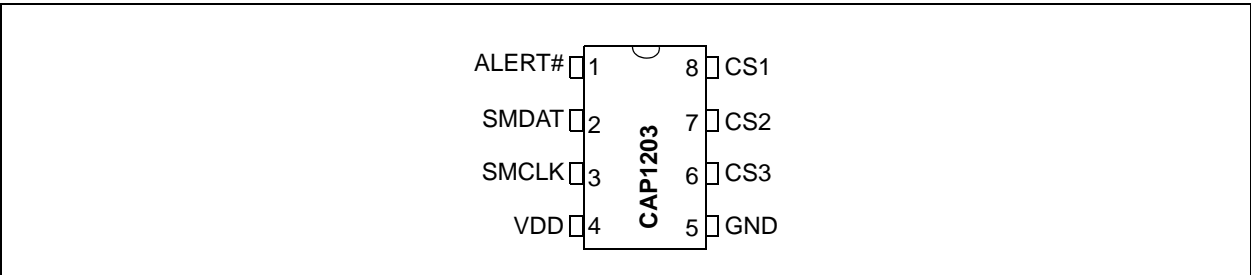 ALERT# 1 8 CS1
SMDAT 2 7 CS2
SMCLK 3 6 CS3
VDD 4 5 GND
CAP1203